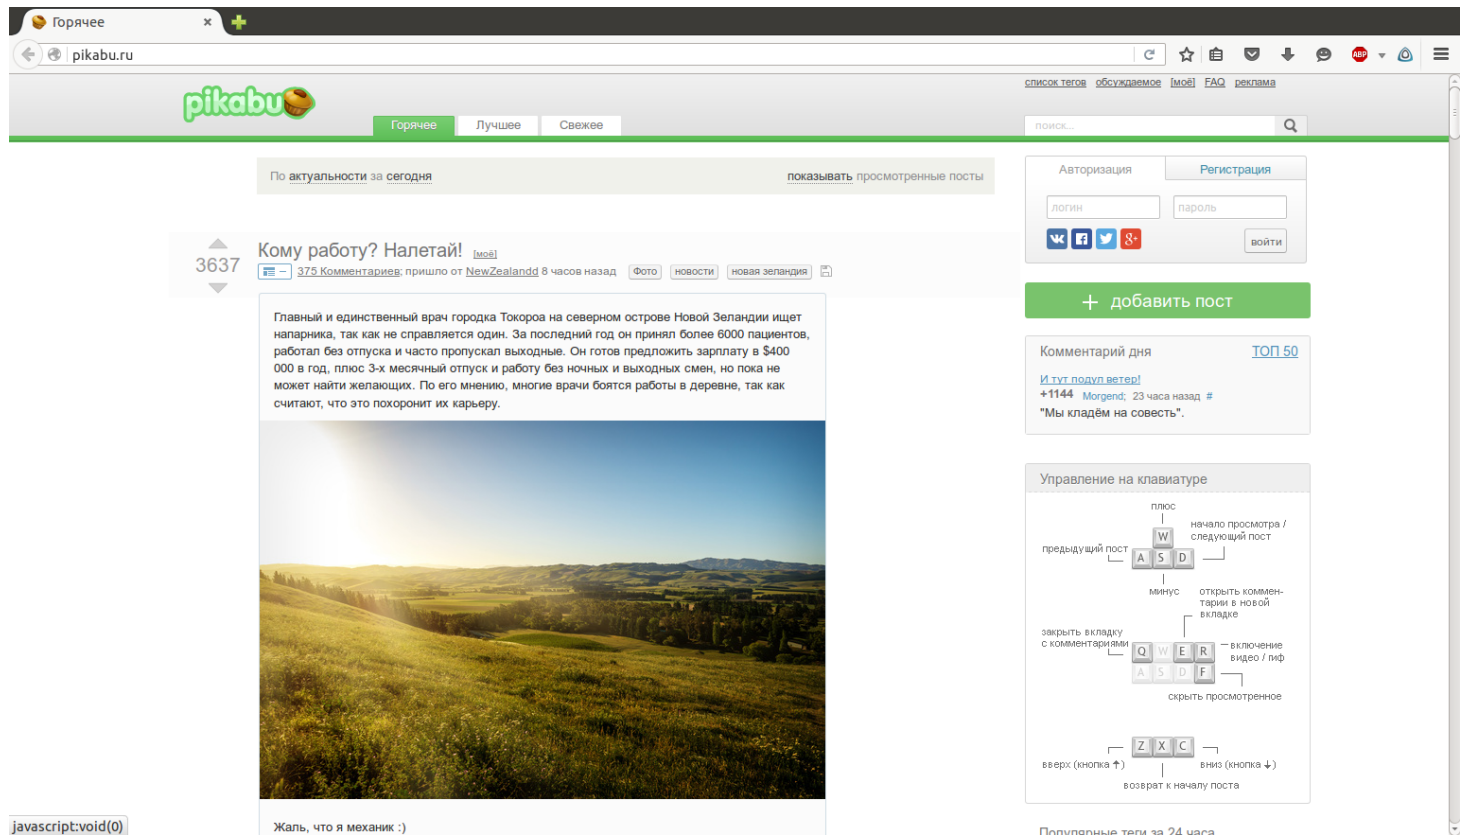 Горячее
pikabu.ru
ABP
список тегов обсуждаемое [моё] FAQ реклама
pikabu
Горячее Лучшее Свежее
поиск...
По актуальности за сегодня
показывать просмотренные посты
Авторизация Регистрация
логин пароль
войти
3637
Кому работу? Налетай! [моё]
375 Комментариев; пришло от NewZealandd 8 часов назад Фото новости новая зеландия
Главный и единственный врач городка Токороа на северном острове Новой Зеландии ищет
напарника, так как не справляется один. За последний год он принял более 6000 пациентов,
работал без отпуска и часто пропускал выходные. Он готов предложить зарплату в $400
000 в год, плюс 3-х месячный отпуск и работу без ночных и выходных смен, но пока не
может найти желающих. По его мнению, многие врачи боятся работы в деревне, так как
считают, что это похоронит их карьеру.
Жаль, что я механик :)
+ добавить пост
Комментарий дня ТОП 50
И тут подул ветер!
+1144 Morgend; 23 часа назад #
"Мы кладём на совесть".
Управление на клавиатуре
плюс
начало просмотра /
следующий пост
W
предыдущий пост
A S D
минус
открыть коммен-
тарии в новой
вкладке
закрыть вкладку
с комментариями
Q W E R
включение
видео / гиф
A S D F
скрыть просмотренное
Z X C
вверх (кнопка ↑)
вниз (кнопка ↓)
возврат к началу поста
Популярные теги за 24 часа
javascript:void(0)